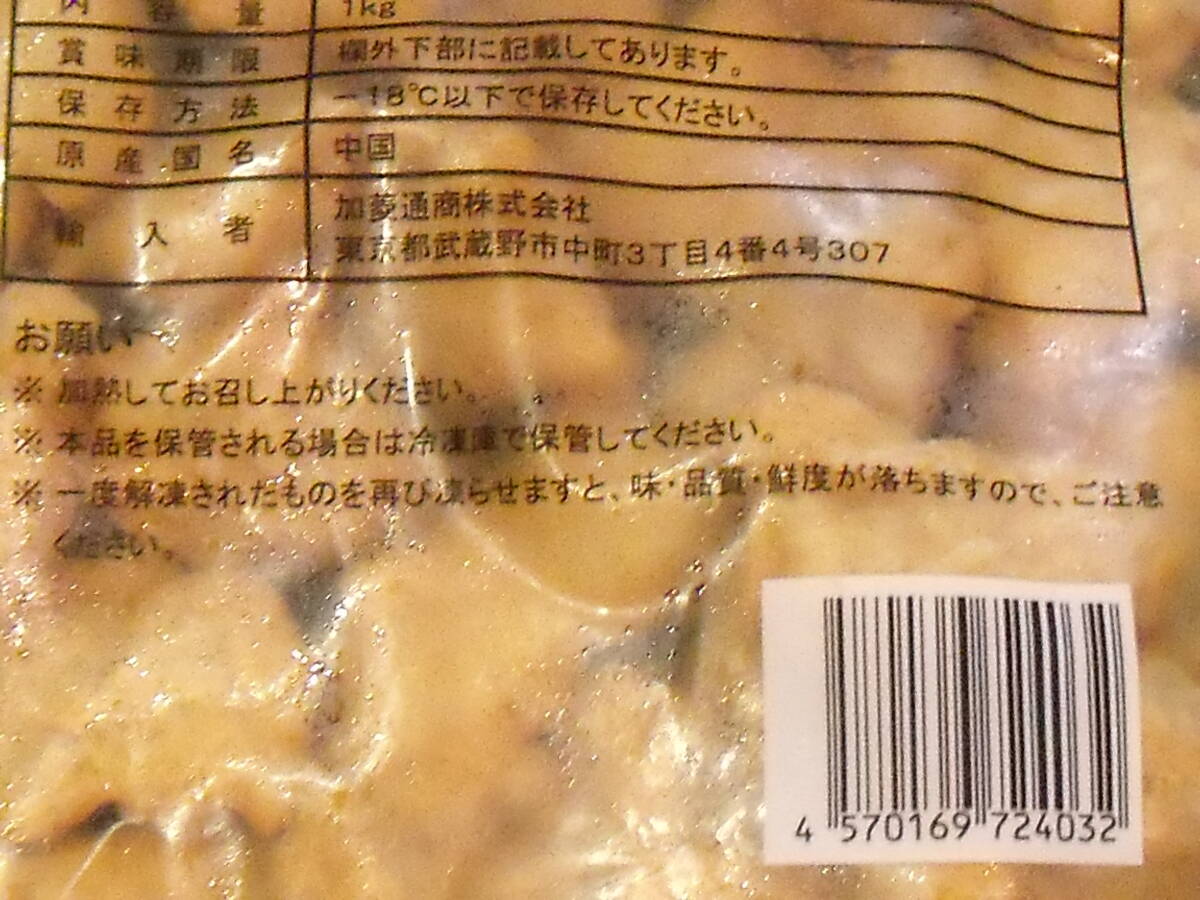 内容量 1kg
賞味期限 欄外下部に記載してあります。
保存方法 -18℃以下で保存してください。
原産国名 中国
輸入者 加菱通商株式会社
東京都武蔵野市中町3丁目4番4号307
お願い
※ 加熱してお召し上がりください。
※ 本品を保管される場合は冷凍庫で保管してください。
※ 一度解凍されたものを再び凍らせますと、味・品質・鮮度が落ちますので、ご注意
ください。
4 570169 724032